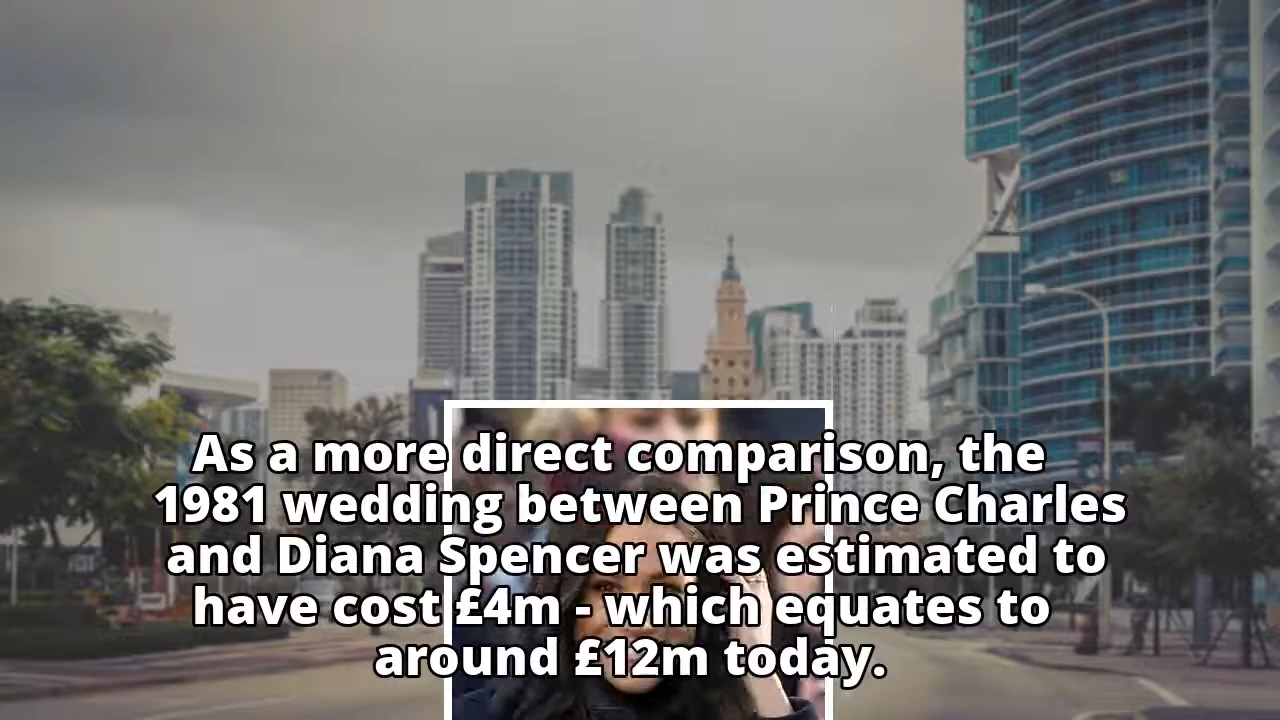 As a more direct comparison, the
1981 wedding between Prince Charles
and Diana Spencer was estimated to
have cost £4m - which equates to
around £12m today.